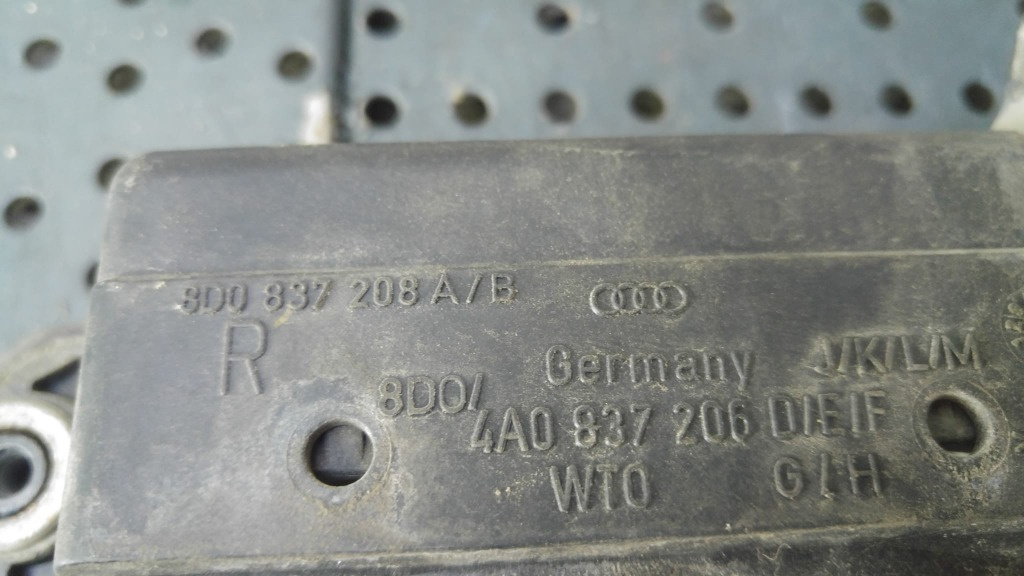 8D0 837 208 A/B
R
Germany J/K/L/M
8D0/
4A0 837 206 D/E/F
WTO G/H